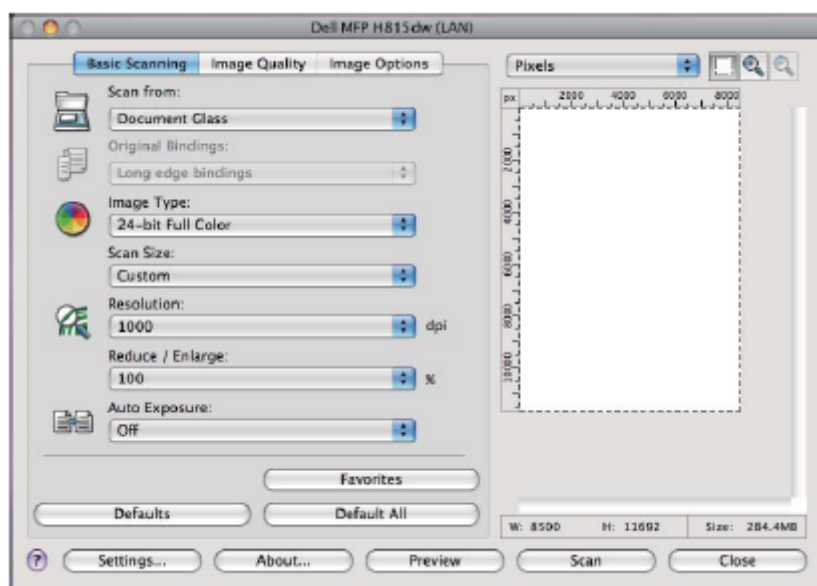 Dell MFP H815dw (LAN)
Basic Scanning Image Quality Image Options
Scan from:
Document Glass
Original Bindings:
Long edge bindings
Image Type:
24-bit Full Color
Scan Size:
Custom
Resolution:
1000 dpi
Reduce / Enlarge:
100 %
Auto Exposure:
Off
Favorites
Defaults Default All
Pixels
px 2000 4000 6000 8000
2000
4000
6000
8000
10000
W: 8500 H: 11692 Size: 284.4MB
? Settings... About... Preview Scan Close